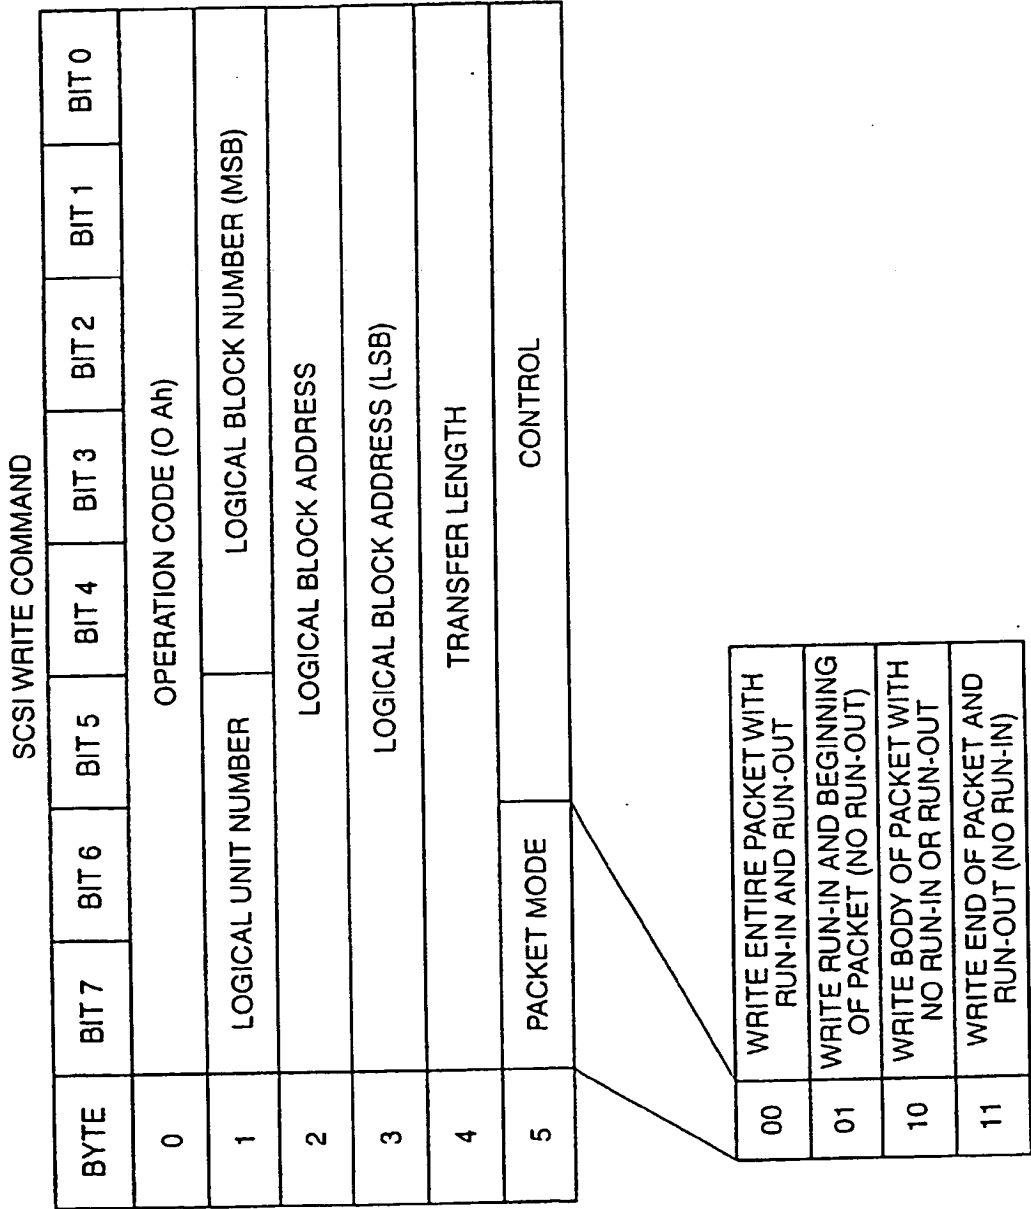 SCSI WRITE COMMAND
BYTE BIT 7 BIT 6 BIT 5 BIT 4 BIT 3 BIT 2 BIT 1 BIT 0
0 OPERATION CODE (O Ah)
1 LOGICAL UNIT NUMBER LOGICAL BLOCK NUMBER (MSB)
2 LOGICAL BLOCK ADDRESS
3 LOGICAL BLOCK ADDRESS (LSB)
4 TRANSFER LENGTH
5 PACKET MODE CONTROL
00 WRITE ENTIRE PACKET WITH
RUN-IN AND RUN-OUT
01 WRITE RUN-IN AND BEGINNING
OF PACKET (NO RUN-OUT)
10 WRITE BODY OF PACKET WITH
NO RUN-IN OR RUN-OUT
11 WRITE END OF PACKET AND
RUN-OUT (NO RUN-IN)